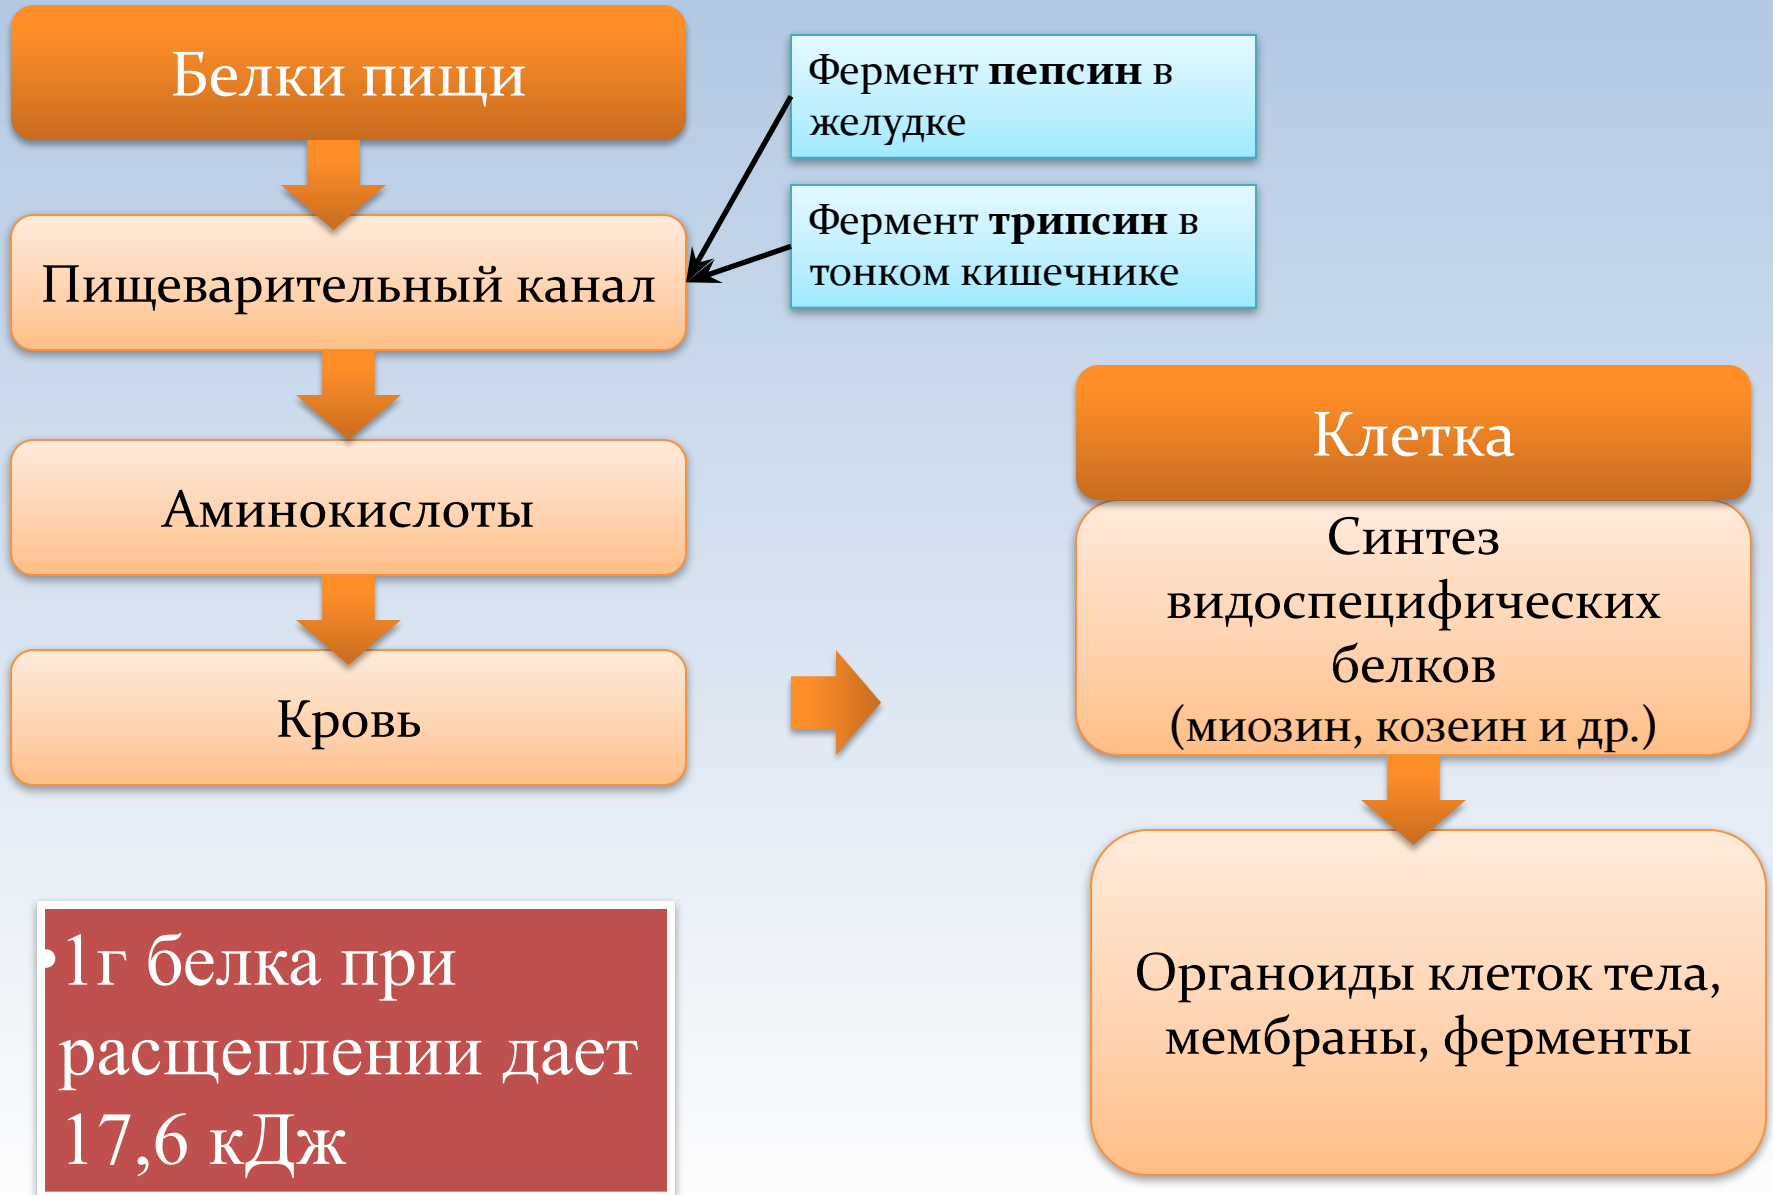 Белки пищи
Фермент пепсин в
желудке
Фермент трипсин в
тонком кишечнике
Пищеварительный канал
Аминокислоты
Кровь
Клетка
Синтез
видоспецифических
белков
(миозин, козеин и др.)
Органоиды клеток тела,
мембраны, ферменты
•1г белка при
расщеплении дает
17,6 кДж